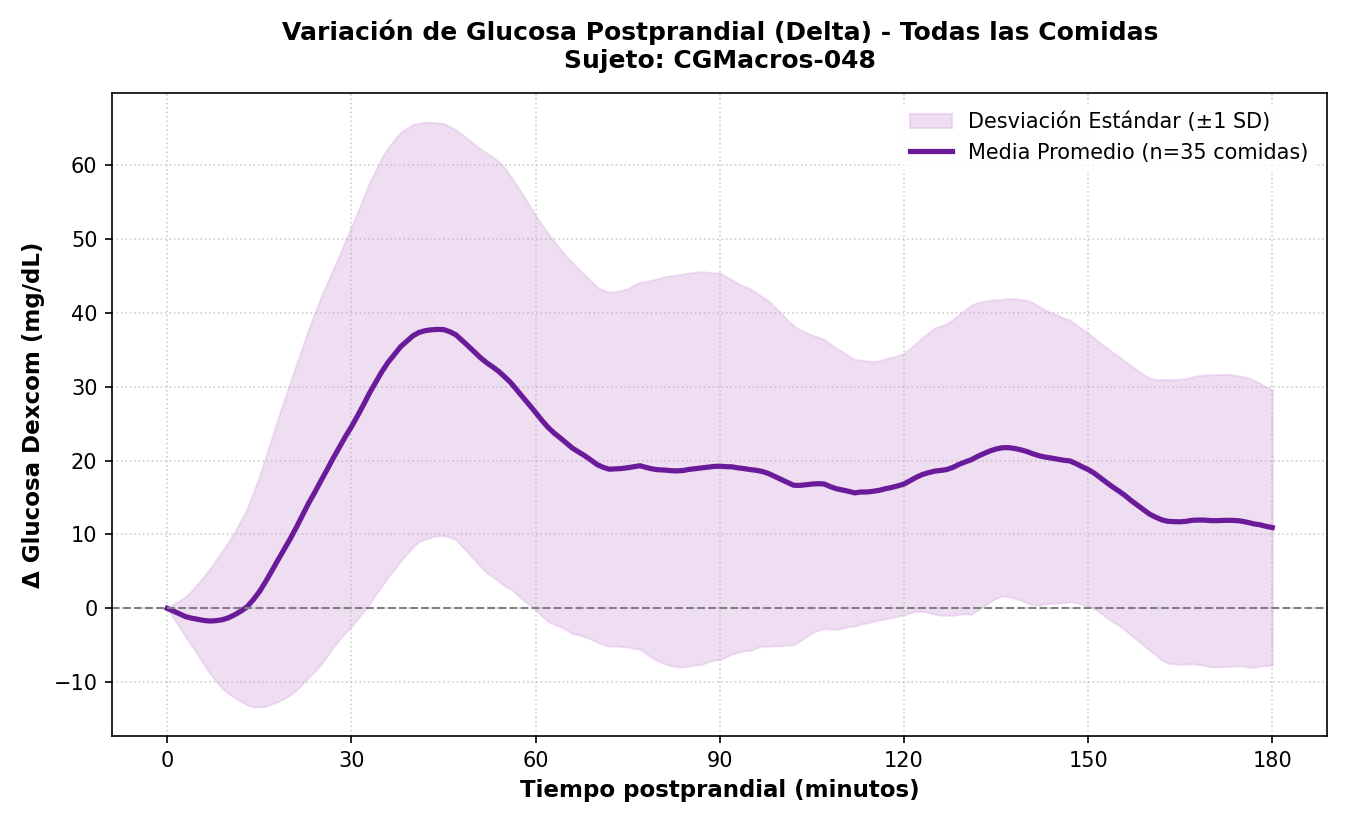 Variación de Glucosa Postprandial (Delta) - Todas las Comidas
Sujeto: CGMacros-048
Desviación Estándar (±1 SD)
Media Promedio (n=35 comidas)
Δ Glucosa Dexcom (mg/dL)
60
50
40
30
20
10
0
−10
0 30 60 90 120 150 180
Tiempo postprandial (minutos)